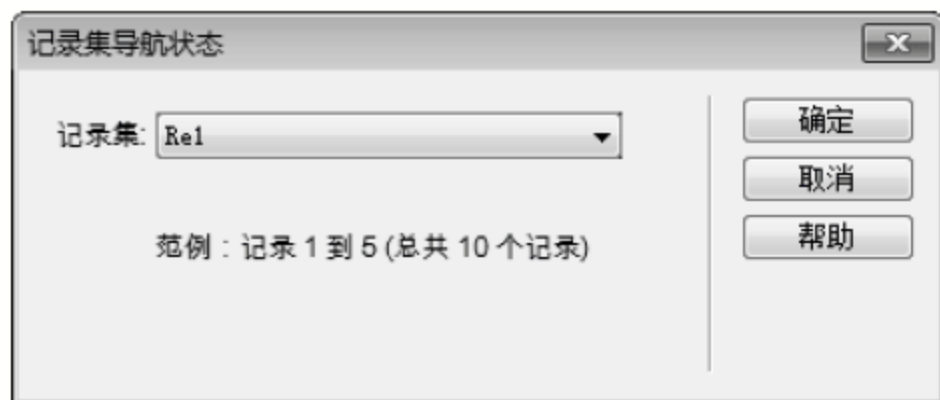 记录集导航状态
记录集: Re1
确定
取消
范例：记录 1 到 5 (总共 10 个记录)
帮助